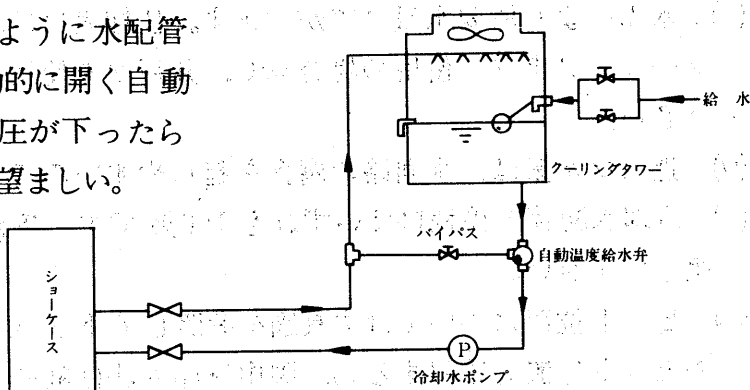 ように水配管
的に開く自動
圧が下ったら
望ましい。
給水
クーリングタワー
バイパス
自動温度給水弁
ショーケース
P
冷却水ポンプ